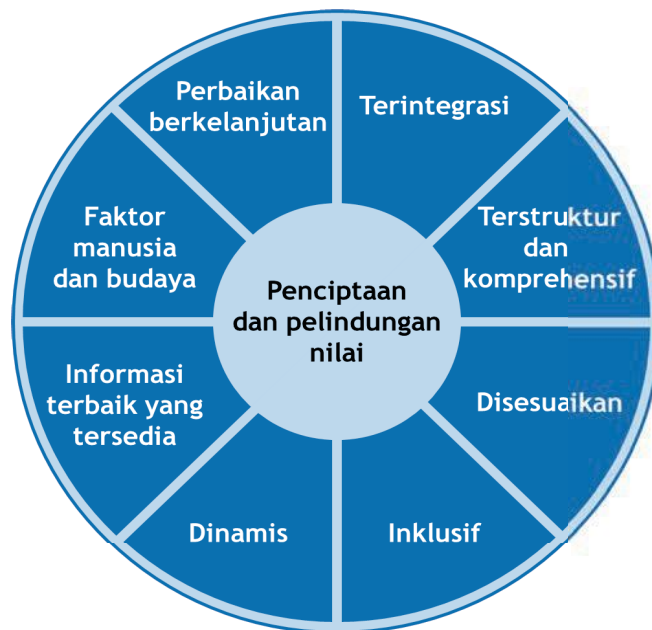 Perbaikan
berkelanjutan
Terintegrasi
Terstruktur
dan
komprehensif
Disesuaikan
Inklusif
Dinamis
Informasi
terbaik yang
tersedia
Faktor
manusia
dan budaya
Penciptaan
dan pelindungan
nilai